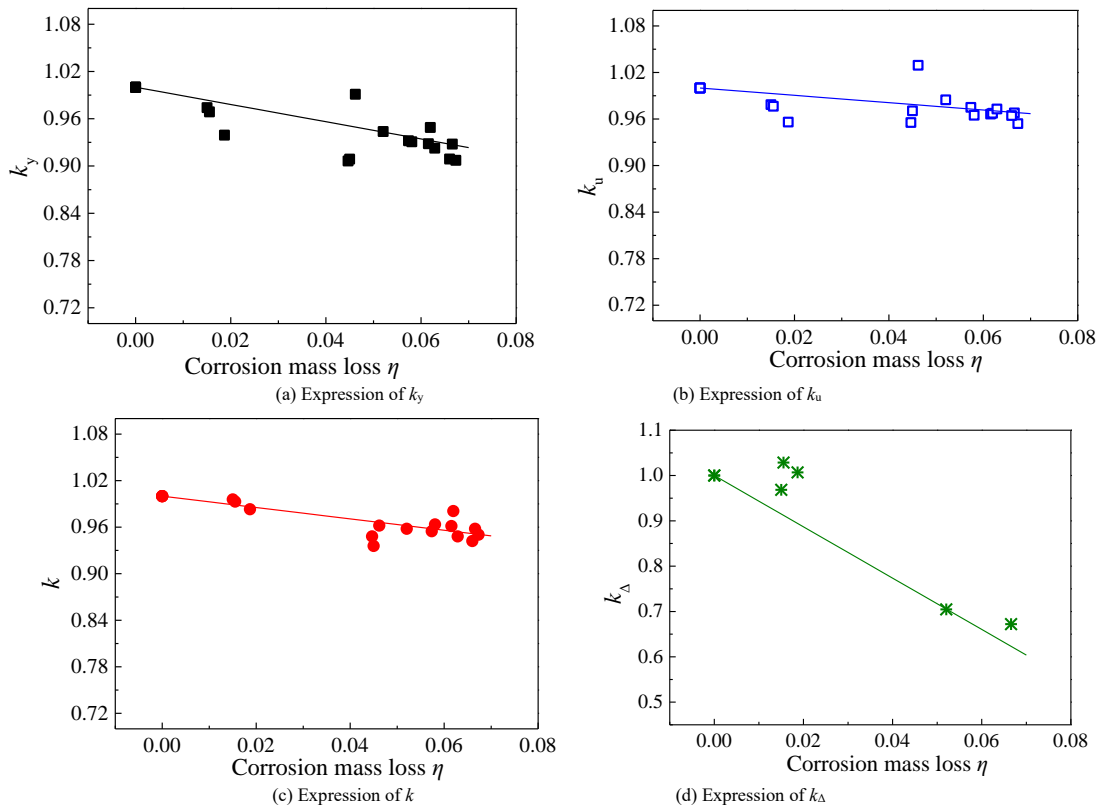 1.08
1.02
0.96
0.90
0.84
0.78
0.72
ky
0.00 0.02 0.04 0.06 0.08
Corrosion mass loss η
(a) Expression of ky
1.08
1.02
0.96
0.90
0.84
0.78
0.72
ku
0.00 0.02 0.04 0.06 0.08
Corrosion mass loss η
(b) Expression of ku
1.08
1.02
0.96
0.90
0.84
0.78
0.72
k
0.00 0.02 0.04 0.06 0.08
Corrosion mass loss η
(c) Expression of k
1.1
1.0
0.9
0.8
0.7
0.6
0.5
kΔ
0.00 0.02 0.04 0.06 0.08
Corrosion mass loss η
(d) Expression of kΔ